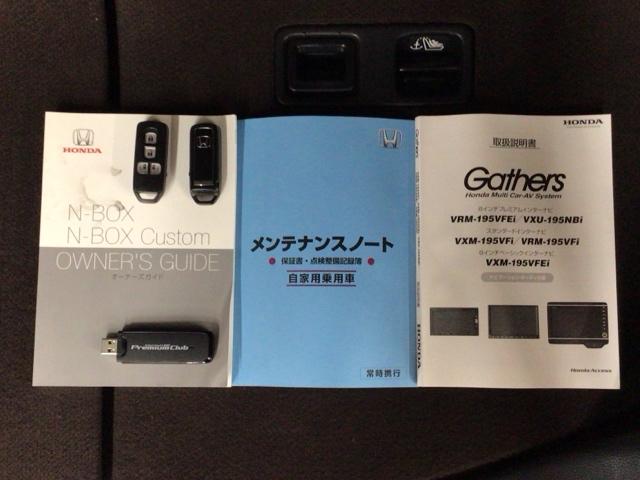 HONDA
N-BOX
N-BOX Custom
OWNER'S GUIDE
オーナーズガイド
PremiumClub
メンテナンスノート
保証書・点検整備記録簿
自家用乗用車
常時携行
HONDA
HONDA
取扱説明書
Gathers
Honda Multi Car-AV System
8インチプレミアムインターナビ
VRM-195VFEi/VXU-195NBi
スタンダードインターナビ
VXM-195VFi/VRM-195VFi
8インチベーシックインターナビ
VXM-195VFEi
Honda Access